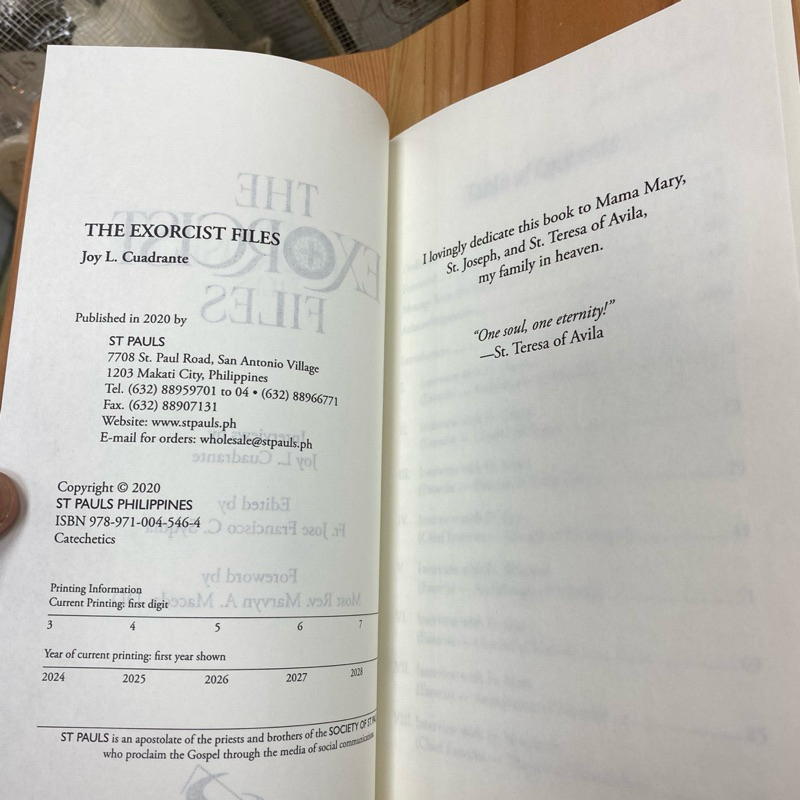 THE EXORCIST FILES
Joy L. Cuadrante
Published in 2020 by
ST PAULS
7708 St. Paul Road, San Antonio Village
1203 Makati City, Philippines
Tel. (632) 88959701 to 04 • (632) 88966771
Fax. (632) 88907131
Website: www.stpauls.ph
E-mail for orders: wholesale@stpauls.ph
Copyright © 2020
ST PAULS PHILIPPINES
ISBN 978-971-004-546-4
Catechetics
Printing Information
Current Printing: first digit
3 4 5 6 7
Year of current printing: first year shown
2024 2025 2026 2027 2028
ST PAULS is an apostolate of the priests and brothers of the SOCIETY OF ST
who proclaim the Gospel through the media of social
I lovingly dedicate this book to Mama Mary,
St. Joseph, and St. Teresa of Avila,
my family in heaven.
“One soul, one eternity!”
—St. Teresa of Avila